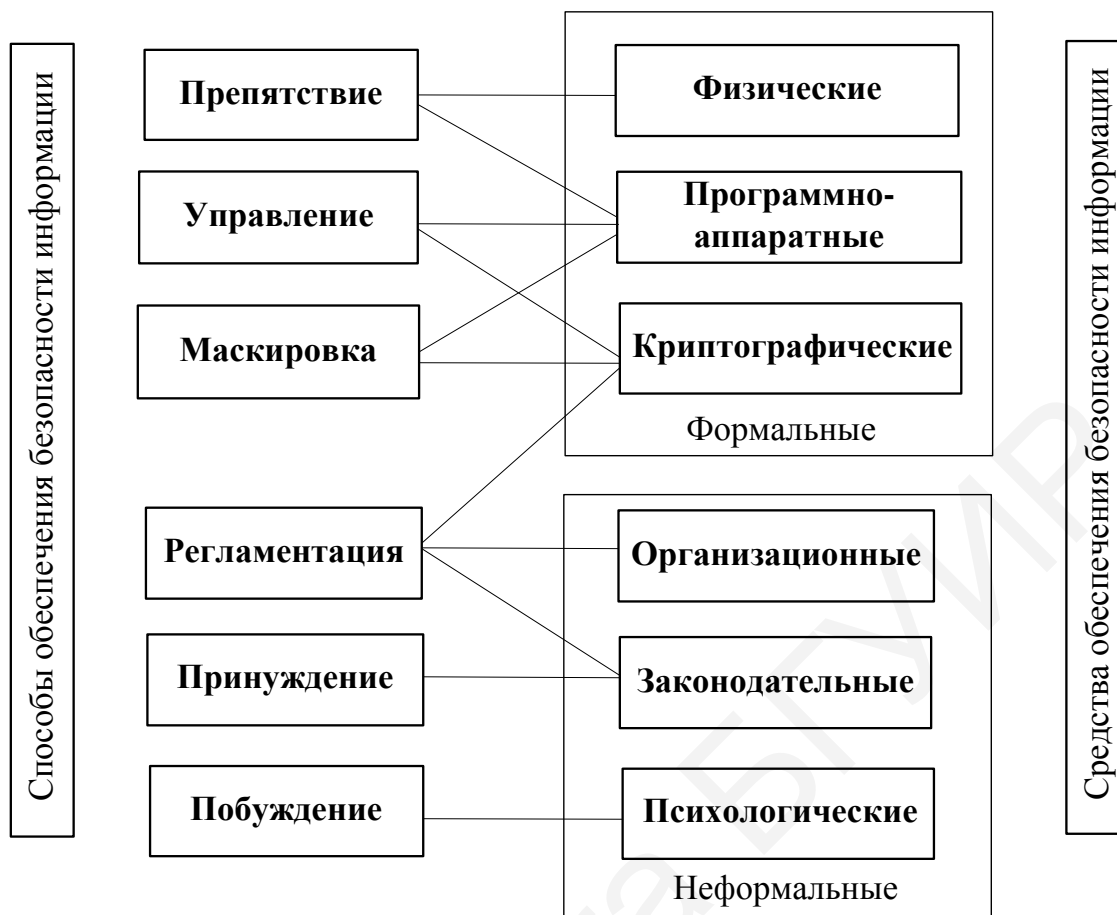 Способы обеспечения безопасности информации
Препятствие
Управление
Маскировка
Регламентация
Принуждение
Побуждение
Физические
Программно-
аппаратные
Криптографические
Формальные
Организационные
Законодательные
Психологические
Неформальные
Средства обеспечения безопасности информации
БГУИР